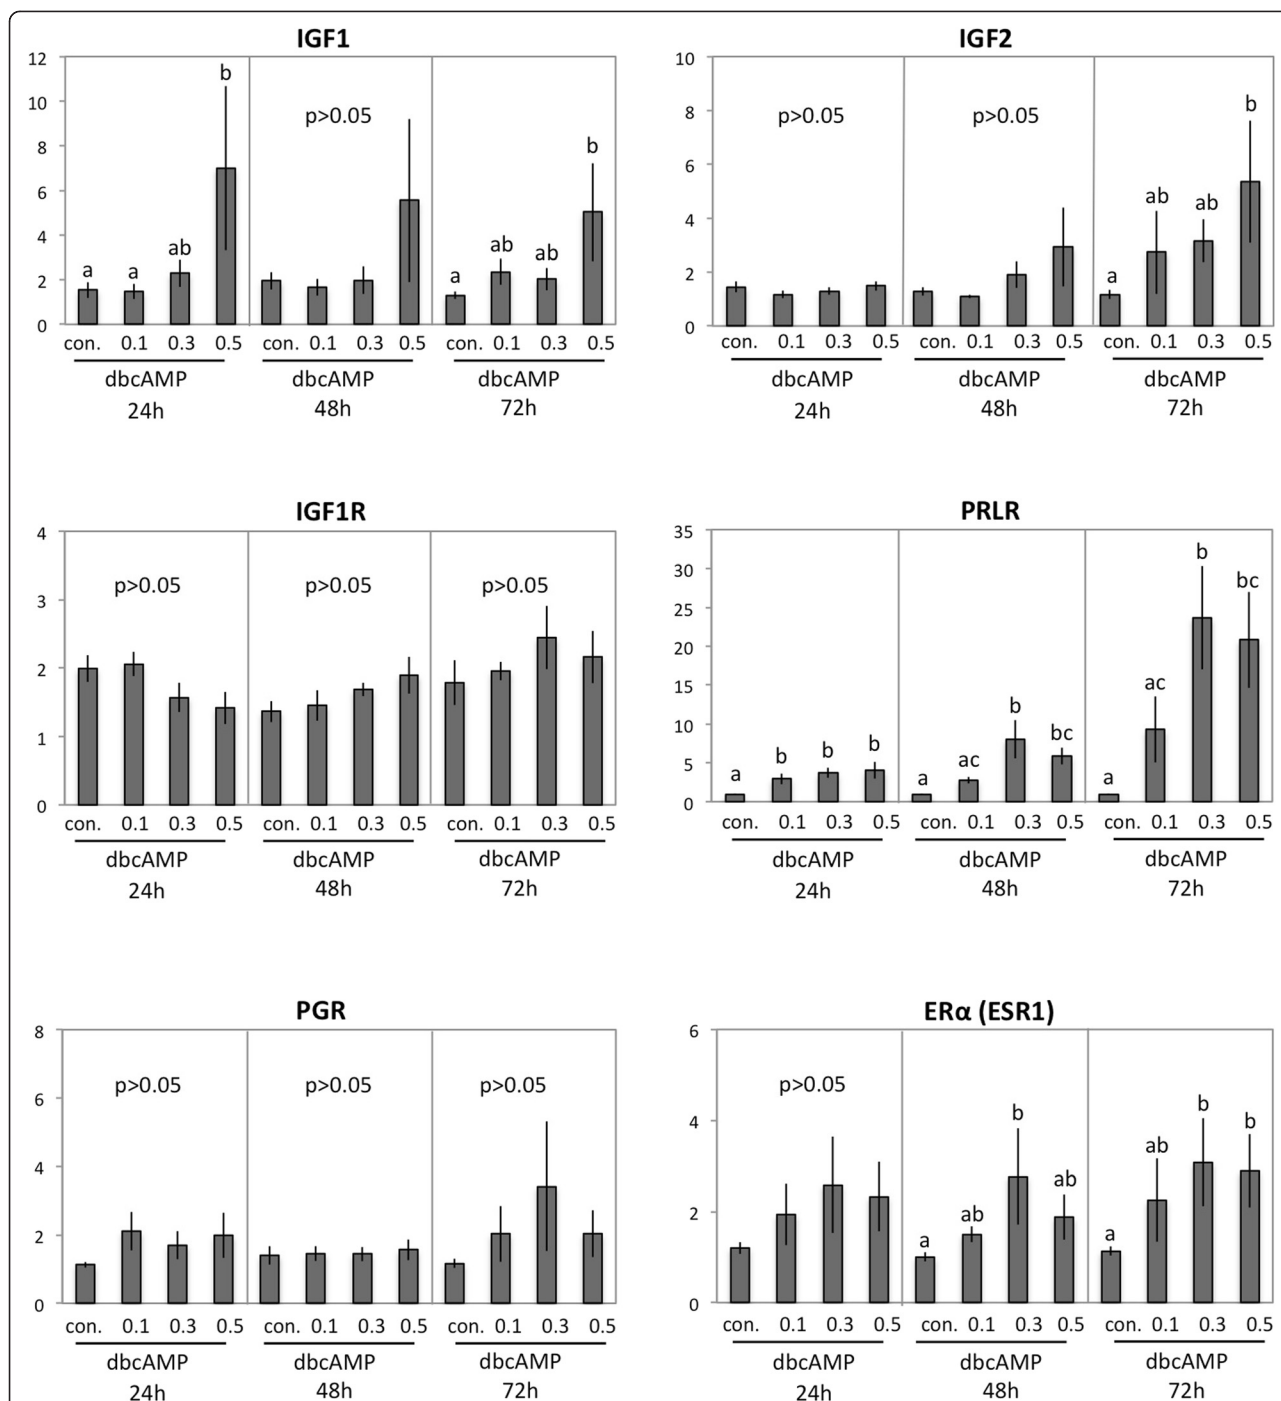 IGF1
12
10
8
6
4
2
0
a
a
ab
b
p>0.05
a
ab
ab
b
con. 0.1 0.3 0.5 con. 0.1 0.3 0.5 con. 0.1 0.3 0.5
dbcAMP dbcAMP dbcAMP
24h 48h 72h
IGF2
10
8
6
4
2
0
p>0.05 p>0.05
a
ab
ab
b
con. 0.1 0.3 0.5 con. 0.1 0.3 0.5 con. 0.1 0.3 0.5
dbcAMP dbcAMP dbcAMP
24h 48h 72h
IGF1R
4
3
2
1
0
p>0.05 p>0.05 p>0.05
con. 0.1 0.3 0.5 con. 0.1 0.3 0.5 con. 0.1 0.3 0.5
dbcAMP dbcAMP dbcAMP
24h 48h 72h
PRLR
35
30
25
20
15
10
5
0
a
b
b
b
a
ac
b
bc
a
ac
b
bc
con. 0.1 0.3 0.5 con. 0.1 0.3 0.5 con. 0.1 0.3 0.5
dbcAMP dbcAMP dbcAMP
24h 48h 72h
PGR
8
6
4
2
0
p>0.05 p>0.05 p>0.05
con. 0.1 0.3 0.5 con. 0.1 0.3 0.5 con. 0.1 0.3 0.5
dbcAMP dbcAMP dbcAMP
24h 48h 72h
ERα (ESR1)
6
4
2
0
p>0.05
a
ab
b
ab
a
ab
b
b
con. 0.1 0.3 0.5 con. 0.1 0.3 0.5 con. 0.1 0.3 0.5
dbcAMP dbcAMP dbcAMP
24h 48h 72h